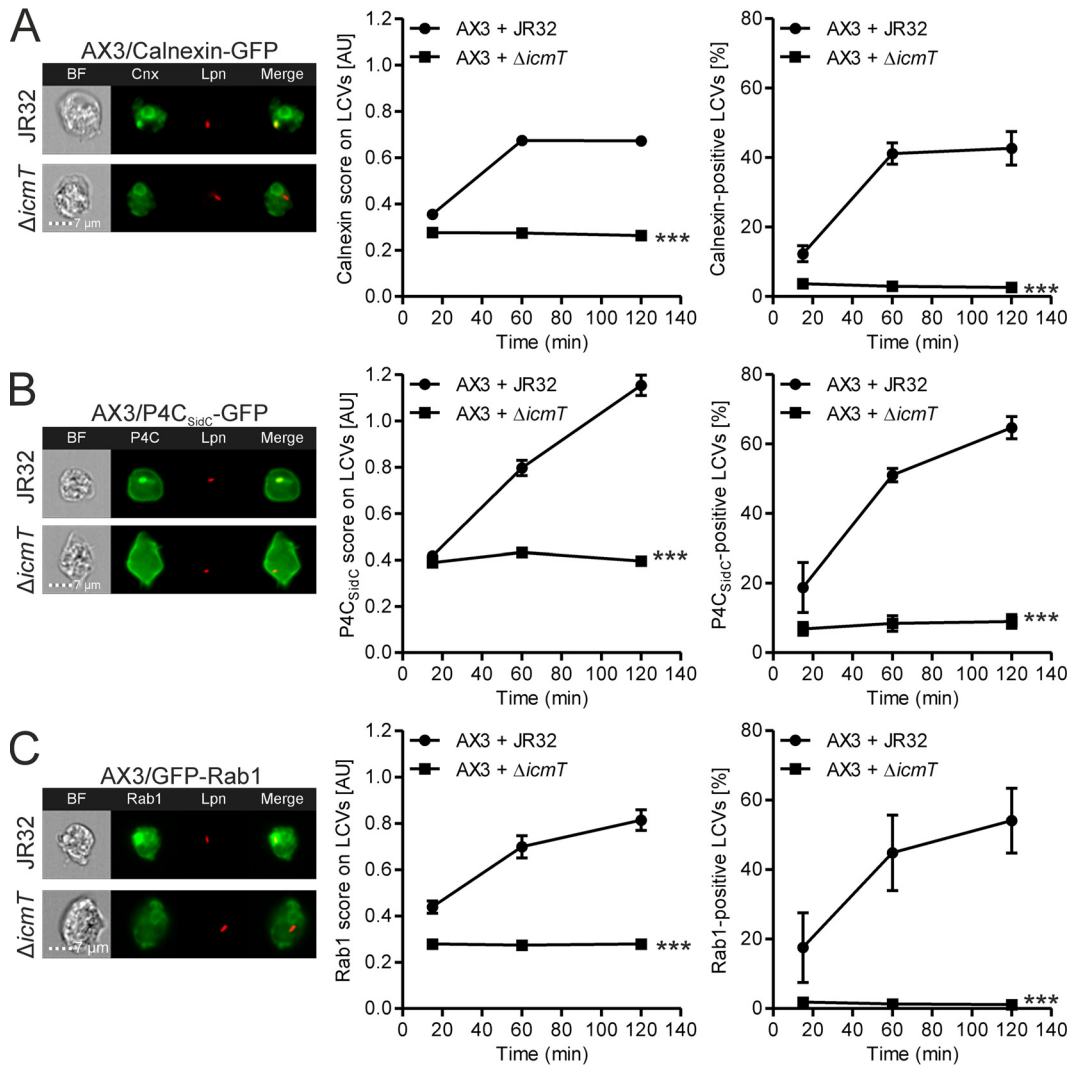 A
AX3/Calnexin-GFP
BF Cnx Lpn Merge
JR32
ΔicmT
7 µm
Calnexin score on LCVs [AU]
1.2
1.0
0.8
0.6
0.4
0.2
0.0
AX3 + JR32
AX3 + ΔicmT
***
0 20 40 60 80 100 120 140
Time (min)
Calnexin-positive LCVs [%]
80
60
40
20
0
AX3 + JR32
AX3 + ΔicmT
***
0 20 40 60 80 100 120 140
Time (min)
B
AX3/P4CSidC-GFP
BF P4C Lpn Merge
JR32
ΔicmT
7 µm
P4CSidC score on LCVs [AU]
1.2
1.0
0.8
0.6
0.4
0.2
0.0
AX3 + JR32
AX3 + ΔicmT
***
0 20 40 60 80 100 120 140
Time (min)
P4CSidC-positive LCVs [%]
80
60
40
20
0
AX3 + JR32
AX3 + ΔicmT
***
0 20 40 60 80 100 120 140
Time (min)
C
AX3/GFP-Rab1
BF Rab1 Lpn Merge
JR32
ΔicmT
7 µm
Rab1 score on LCVs [AU]
1.2
1.0
0.8
0.6
0.4
0.2
0.0
AX3 + JR32
AX3 + ΔicmT
***
0 20 40 60 80 100 120 140
Time (min)
Rab1-positive LCVs [%]
80
60
40
20
0
AX3 + JR32
AX3 + ΔicmT
***
0 20 40 60 80 100 120 140
Time (min)